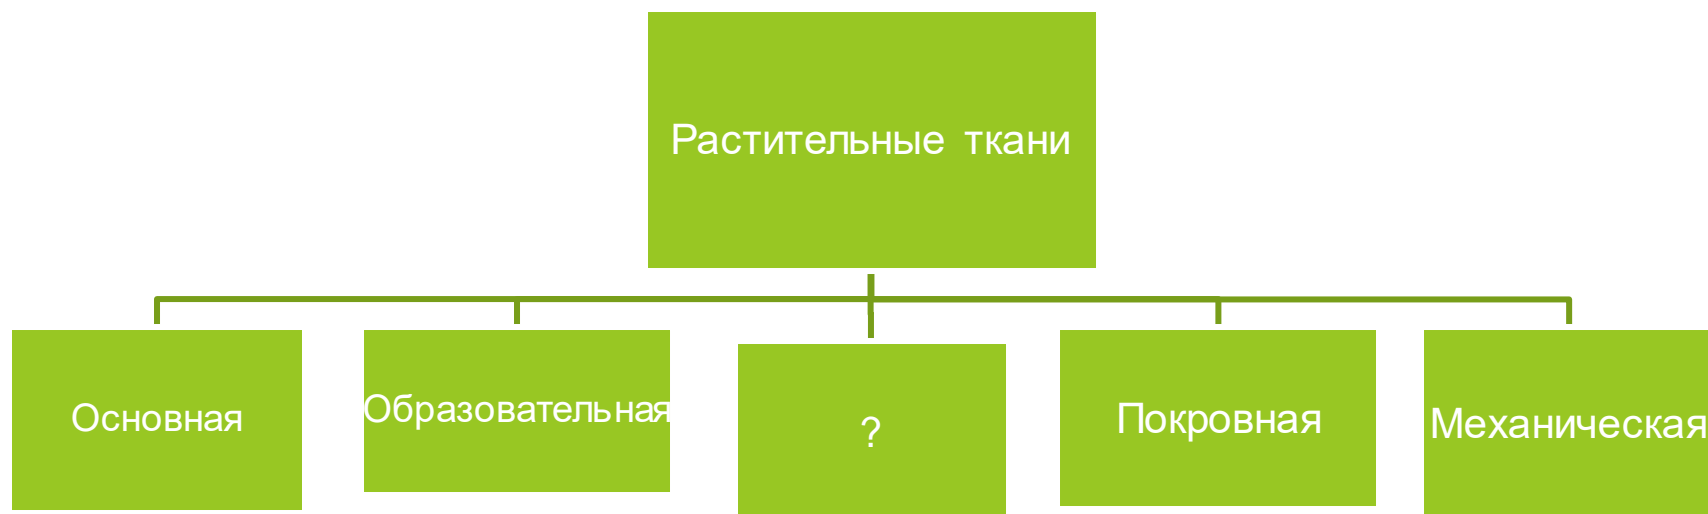 Растительные ткани
Основная
Образовательная
?
Покровная
Механическая